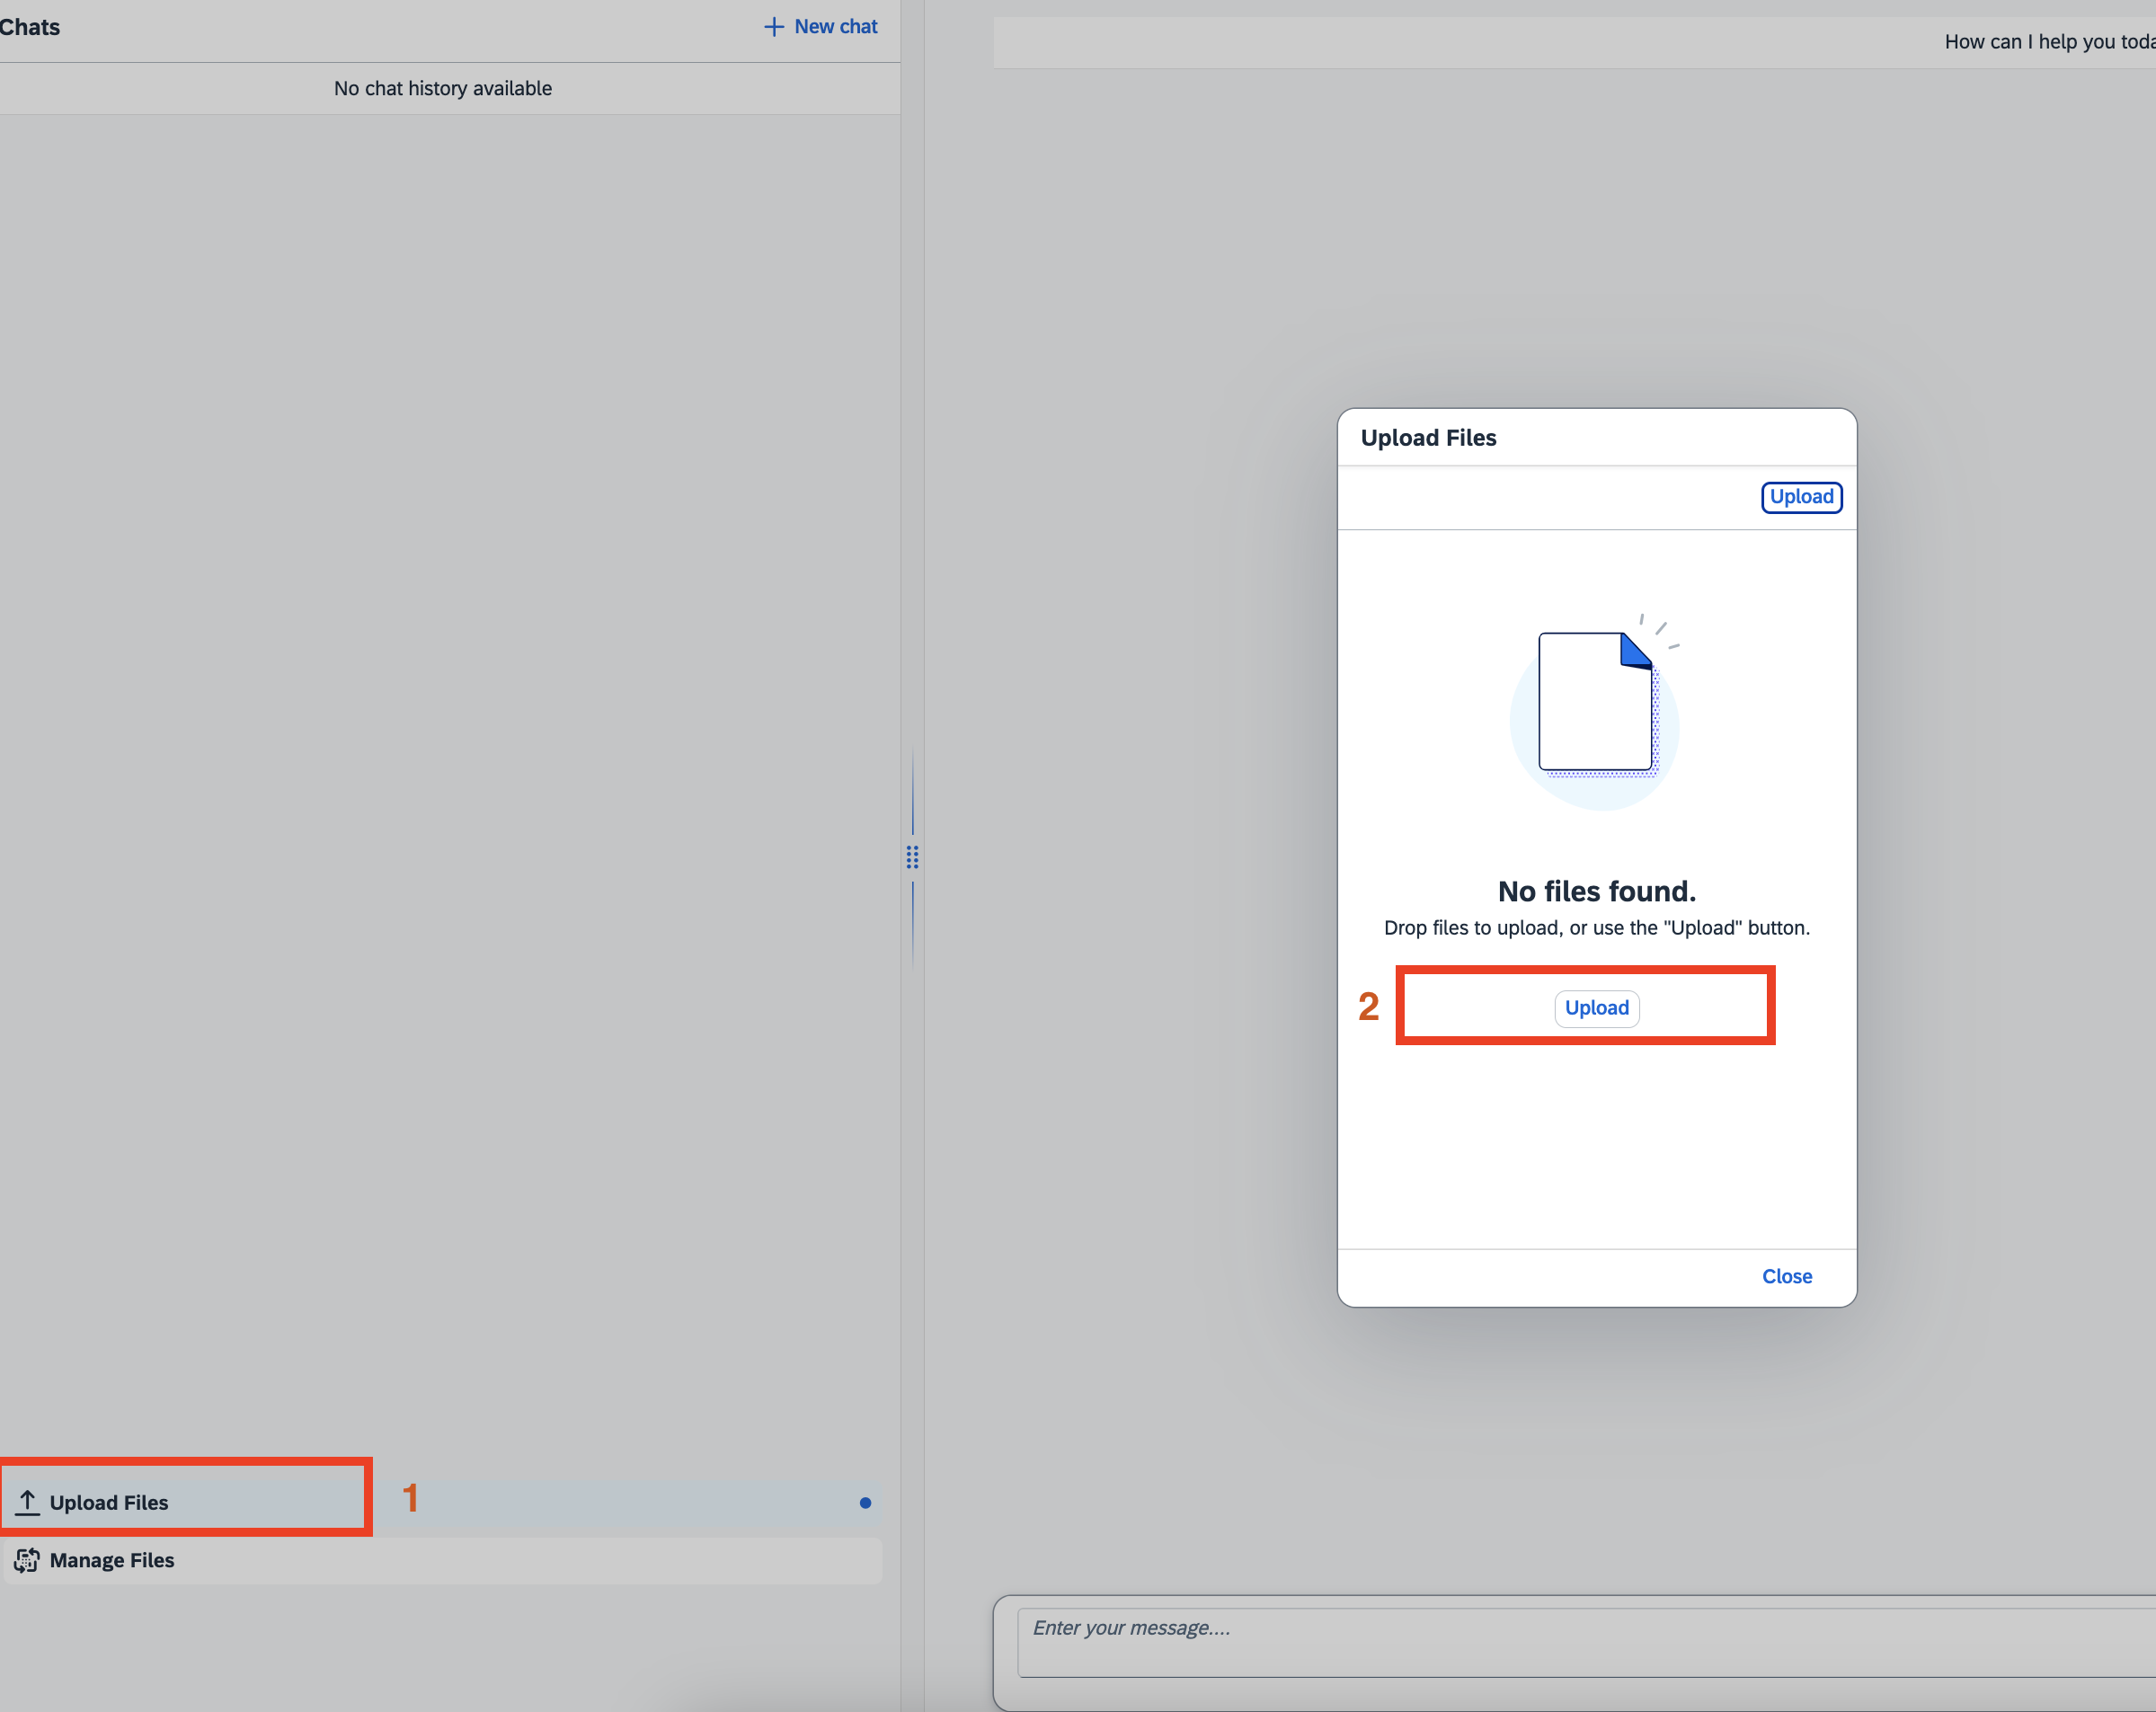 Chats
New chat
No chat history available
How can I help you
Upload Files
Upload
No files found.
Drop files to upload, or use the "Upload" button.
2
Upload
Close
Upload Files
1
Manage Files
Enter your message....